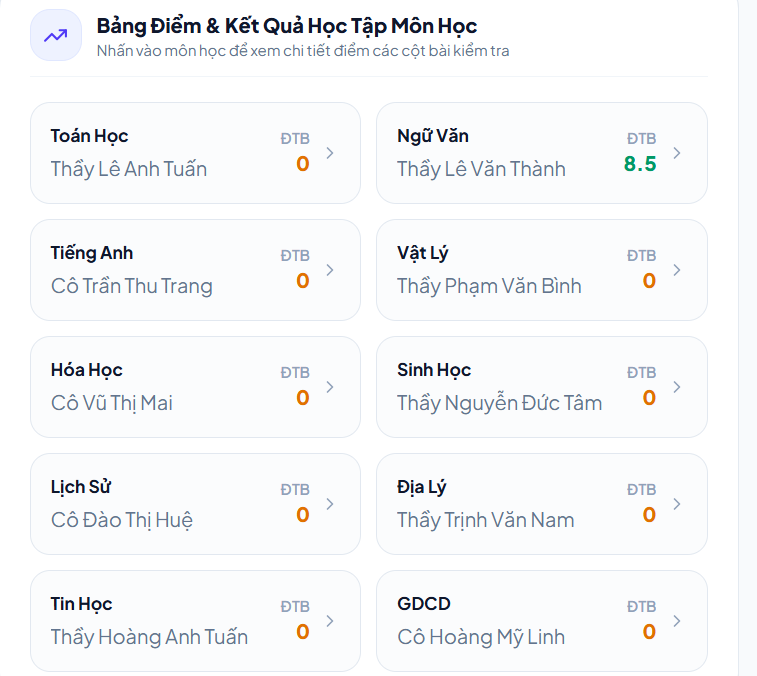 Bảng Điểm & Kết Quả Học Tập Môn Học
Nhấn vào môn học để xem chi tiết điểm các cột bài kiểm tra
Toán Học
Thầy Lê Anh Tuấn
ĐTB
0
Ngữ Văn
Thầy Lê Văn Thành
ĐTB
8.5
Tiếng Anh
Cô Trần Thu Trang
ĐTB
0
Vật Lý
Thầy Phạm Văn Bình
ĐTB
0
Hóa Học
Cô Vũ Thị Mai
ĐTB
0
Sinh Học
Thầy Nguyễn Đức Tâm
ĐTB
0
Lịch Sử
Cô Đào Thị Huệ
ĐTB
0
Địa Lý
Thầy Trịnh Văn Nam
ĐTB
0
Tin Học
Thầy Hoàng Anh Tuấn
ĐTB
0
GDCD
Cô Hoàng Mỹ Linh
ĐTB
0